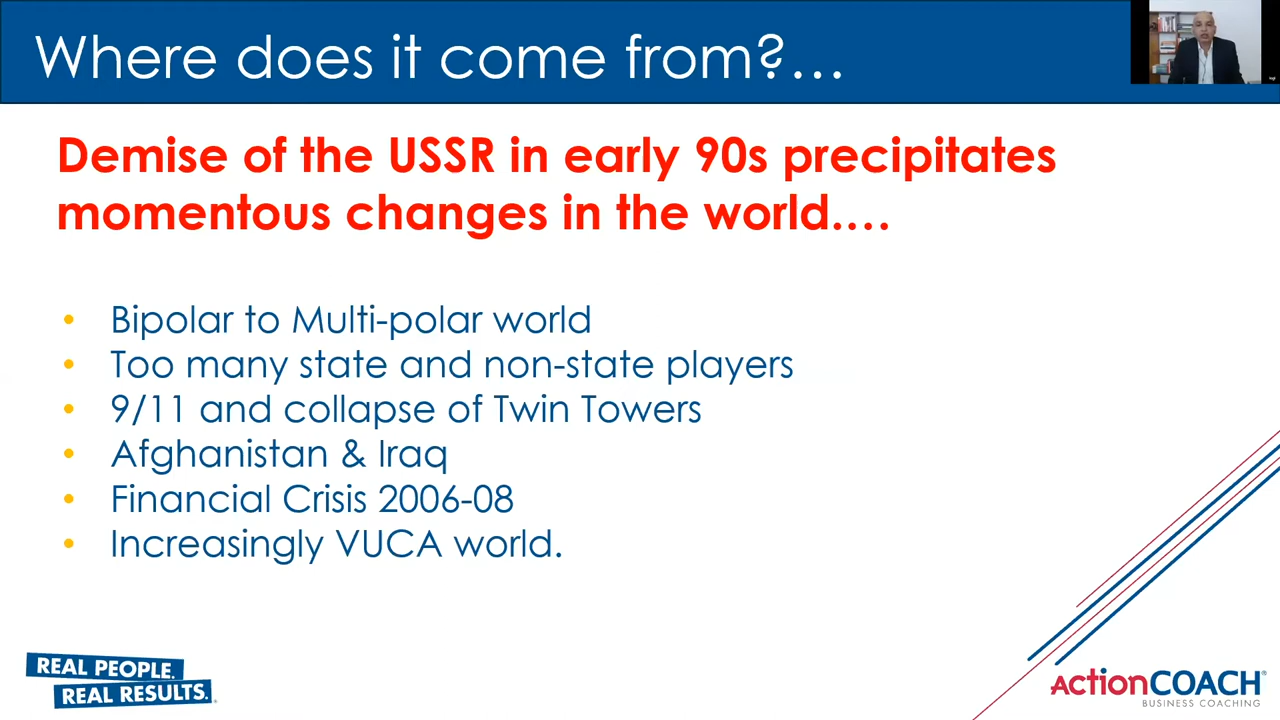 Where does it come from?...
Demise of the USSR in early 90s precipitates
momentous changes in the world....
• Bipolar to Multi-polar world
• Too many state and non-state players
• 9/11 and collapse of Twin Towers
• Afghanistan & Iraq
• Financial Crisis 2006-08
• Increasingly VUCA world.
REAL PEOPLE.
REAL RESULTS.
ActionCOACH®
BUSINESS COACHING